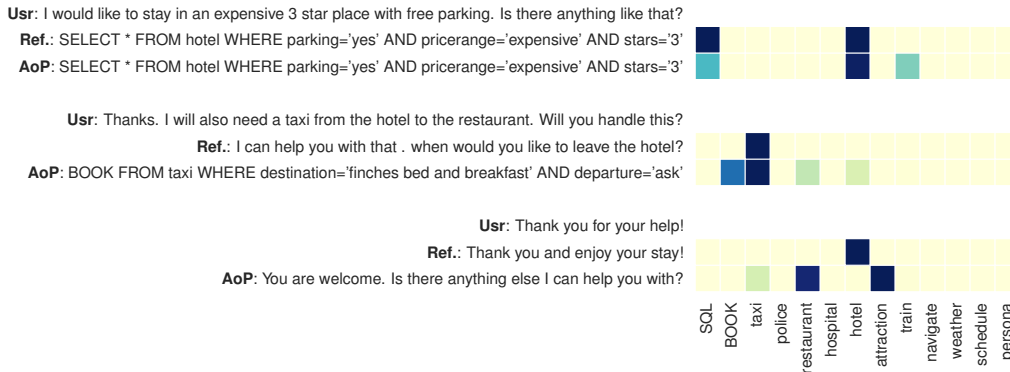 Usr: I would like to stay in an expensive 3 star place with free parking. Is there anything like that?
Ref.: SELECT * FROM hotel WHERE parking='yes' AND pricerange='expensive' AND stars='3'
AoP: SELECT * FROM hotel WHERE parking='yes' AND pricerange='expensive' AND stars='3'
Usr: Thanks. I will also need a taxi from the hotel to the restaurant. Will you handle this?
Ref.: I can help you with that . when would you like to leave the hotel?
AoP: BOOK FROM taxi WHERE destination='finches bed and breakfast' AND departure='ask'
Usr: Thank you for your help!
Ref.: Thank you and enjoy your stay!
AoP: You are welcome. Is there anything else I can help you with?
SQL
BOOK
taxi
police
restaurant
hospital
hotel
attraction
train
navigate
weather
schedule
persona